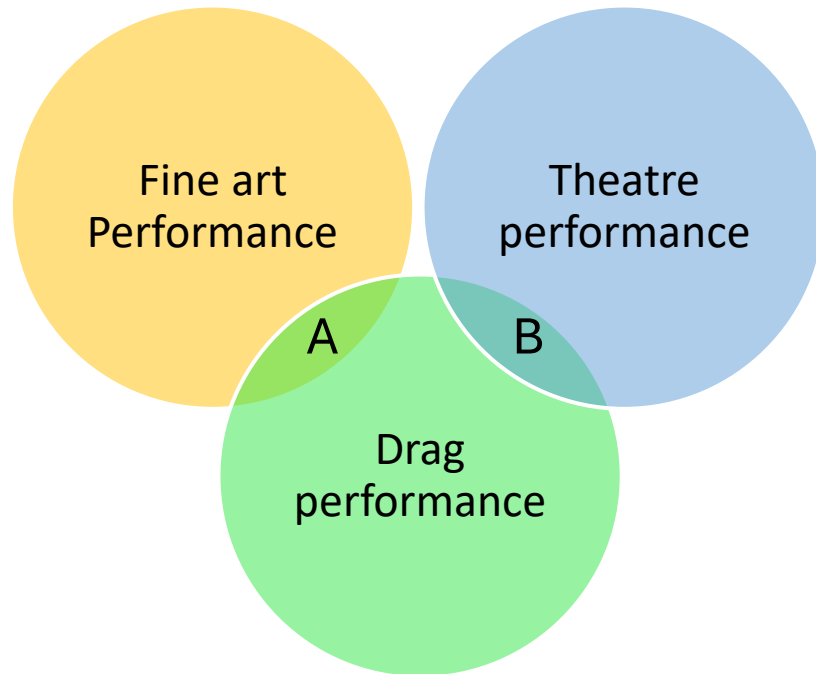 Fine art
Performance
Theatre
performance
A
B
Drag
performance